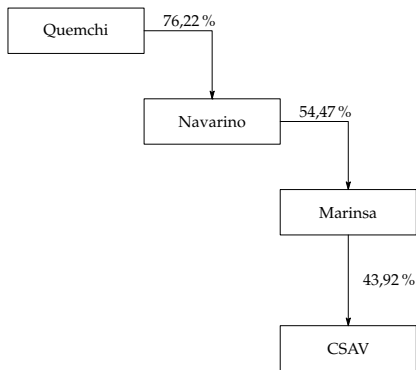 Quemchi
76,22 %
Navarino
54,47 %
Marinsa
43,92 %
CSAV